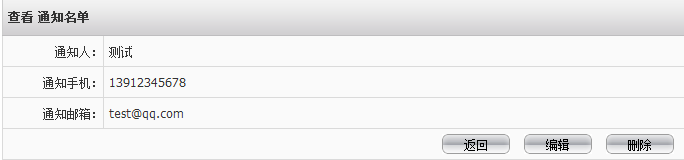 查看 通知名单
通知人： 测试
通知手机： 13912345678
通知邮箱： test@qq.com
返回 编辑 删除